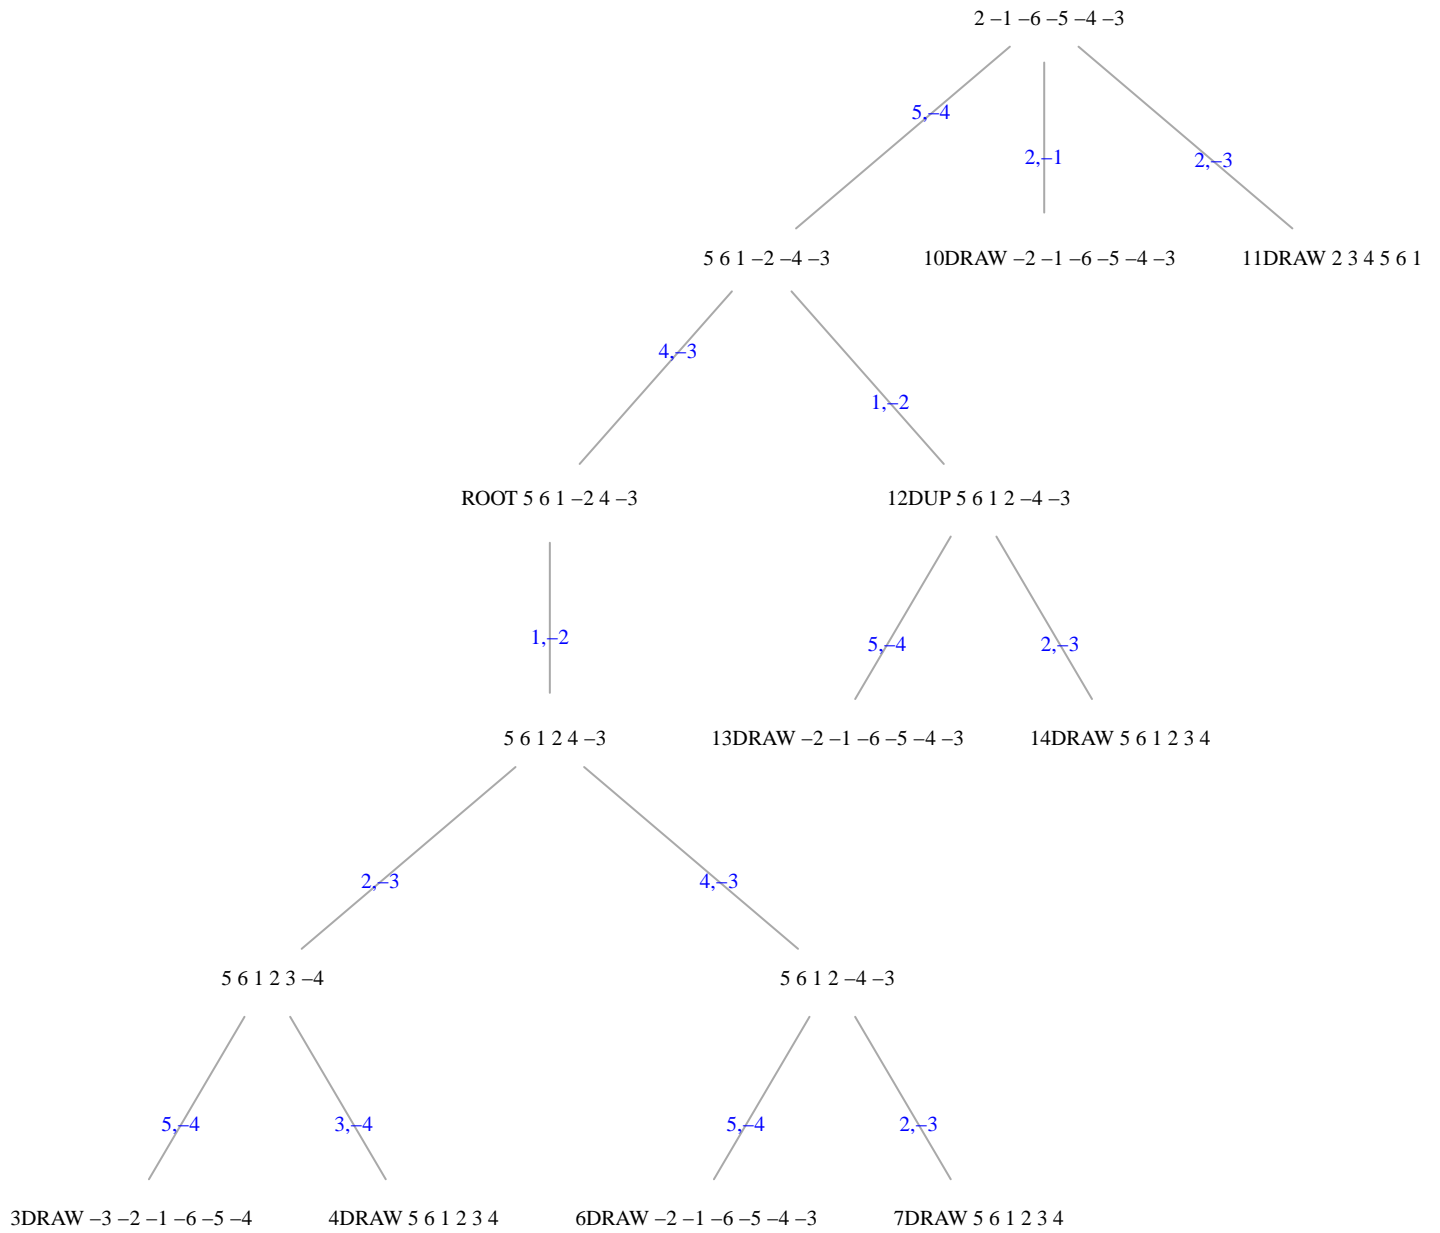 2 –1 –6 –5 –4 –3
5,–4
2,–1
2,–3
5 6 1 –2 –4 –3
10DRAW –2 –1 –6 –5 –4 –3
11DRAW 2 3 4 5 6 1
4,–3
1,–2
ROOT 5 6 1 –2 4 –3
12DUP 5 6 1 2 –4 –3
1,–2
5,–4
2,–3
5 6 1 2 4 –3
13DRAW –2 –1 –6 –5 –4 –3
14DRAW 5 6 1 2 3 4
2,–3
4,–3
5 6 1 2 3 –4
5 6 1 2 –4 –3
5,–4
3,–4
5,–4
2,–3
3DRAW –3 –2 –1 –6 –5 –4
4DRAW 5 6 1 2 3 4
6DRAW –2 –1 –6 –5 –4 –3
7DRAW 5 6 1 2 3 4